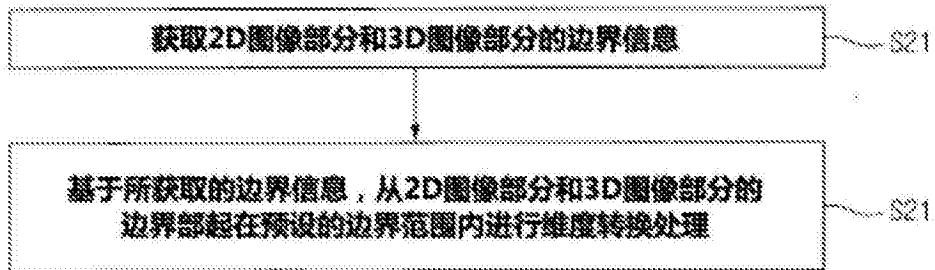 获取2D图像部分和3D图像部分的边界信息
S21
基于所获取的边界信息，从2D图像部分和3D图像部分的
边界部起在预设的边界范围内进行维度转换处理
S21